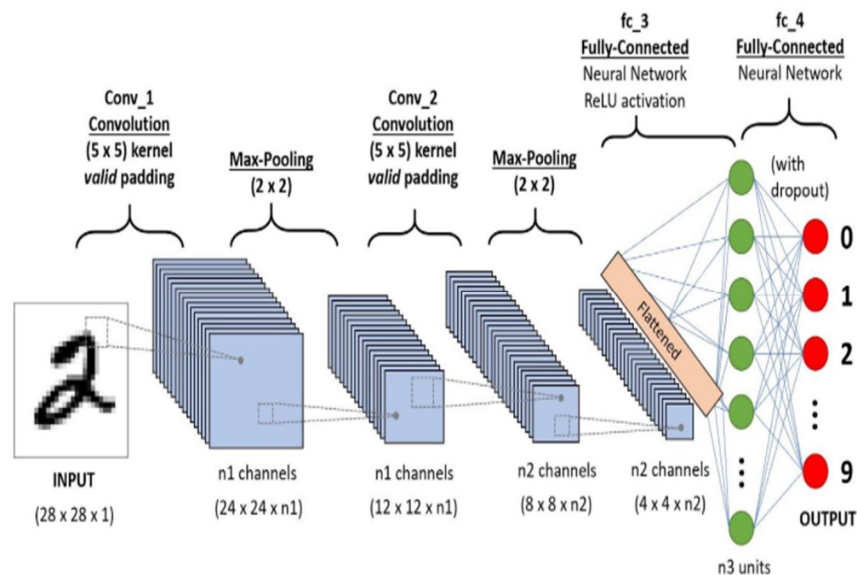 fc_3
Fully-Connected
Neural Network
ReLU activation
fc_4
Fully-Connected
Neural Network
Conv_1
Convolution
(5 x 5) kernel
valid padding
Max-Pooling
(2 x 2)
Conv_2
Convolution
(5 x 5) kernel
valid padding
Max-Pooling
(2 x 2)
(with
dropout)
0
1
2
9
Flattened
INPUT
(28 x 28 x 1)
n1 channels
(24 x 24 x n1)
n1 channels
(12 x 12 x n1)
n2 channels
(8 x 8 x n2)
n2 channels
(4 x 4 x n2)
OUTPUT
n3 units
2